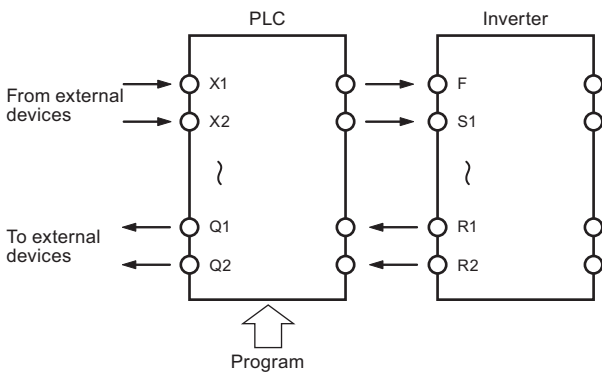 PLC
Inverter
From external
devices
X1
F
X2
S1
To external
devices
Q1
R1
Q2
R2
Program